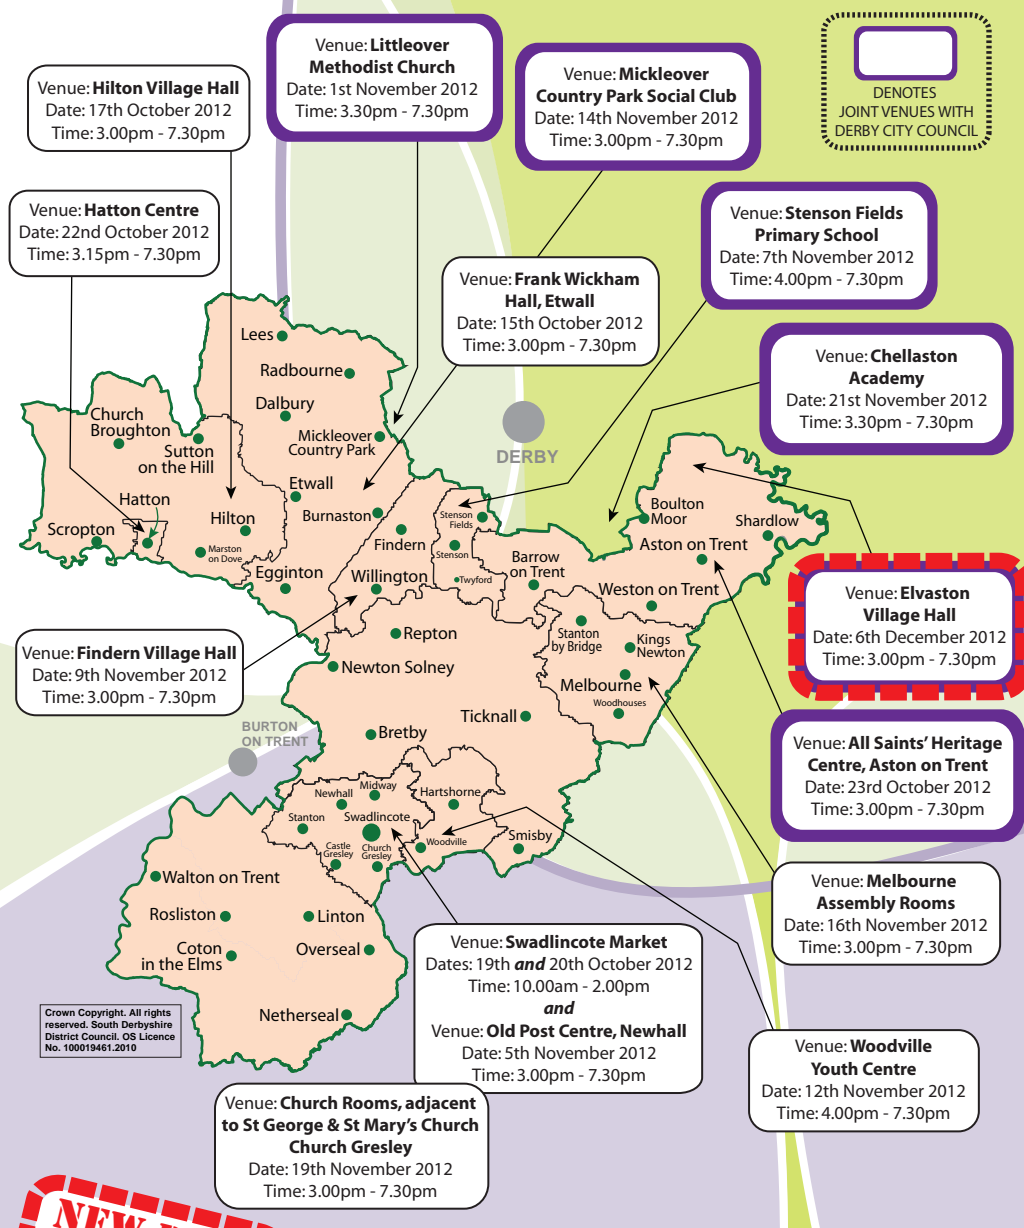 Venue: Littleover
Methodist Church
Date: 1st November 2012
Time: 3.30pm - 7.30pm
Venue: Mickleover
Country Park Social Club
Date: 14th November 2012
Time: 3.00pm - 7.30pm
DENOTES
JOINT VENUES WITH
DERBY CITY COUNCIL
Venue: Hilton Village Hall
Date: 17th October 2012
Time: 3.00pm - 7.30pm
Venue: Hatton Centre
Date: 22nd October 2012
Time: 3.15pm - 7.30pm
Venue: Stenson Fields
Primary School
Date: 7th November 2012
Time: 4.00pm - 7.30pm
Venue: Frank Wickham
Hall, Etwall
Date: 15th October 2012
Time: 3.00pm - 7.30pm
Venue: Chellaston
Academy
Date: 21st November 2012
Time: 3.30pm - 7.30pm
Lees
Radbourne
Dalbury
Church
Broughton
Sutton
on the Hill
Mickleover
Country Park
DERBY
Etwall
Hatton
Burnaston
Hilton
Scropton
Marston
on Dove
Egginton
Findern
Willington
Stenson
Fields
Stenson
Twyford
Barrow
on Trent
Boulton
Moor
Shardlow
Aston on Trent
Weston on Trent
Venue: Elvaston
Village Hall
Date: 6th December 2012
Time: 3.00pm - 7.30pm
Venue: Findern Village Hall
Date: 9th November 2012
Time: 3.00pm - 7.30pm
Repton
Newton Solney
Stanton
by Bridge
Kings
Newton
Melbourne
Woodhouses
Ticknall
Bretby
BURTON
ON TRENT
Venue: All Saints' Heritage
Centre, Aston on Trent
Date: 23rd October 2012
Time: 3.00pm - 7.30pm
Midway
Newhall
Hartshorne
Stanton
Swadlincote
Castle
Gresley
Church
Gresley
Woodville
Smisby
Walton on Trent
Rosliston
Linton
Coton
in the Elms
Overseal
Netherseal
Venue: Melbourne
Assembly Rooms
Date: 16th November 2012
Time: 3.00pm - 7.30pm
Venue: Swadlincote Market
Dates: 19th and 20th October 2012
Time: 10.00am - 2.00pm
and
Venue: Old Post Centre, Newhall
Date: 5th November 2012
Time: 3.00pm - 7.30pm
Crown Copyright. All rights
reserved. South Derbyshire
District Council. OS Licence
No. 100019461.2010
Venue: Woodville
Youth Centre
Date: 12th November 2012
Time: 4.00pm - 7.30pm
Venue: Church Rooms, adjacent
to St George & St Mary's Church
Church Gresley
Date: 19th November 2012
Time: 3.00pm - 7.30pm
NEW